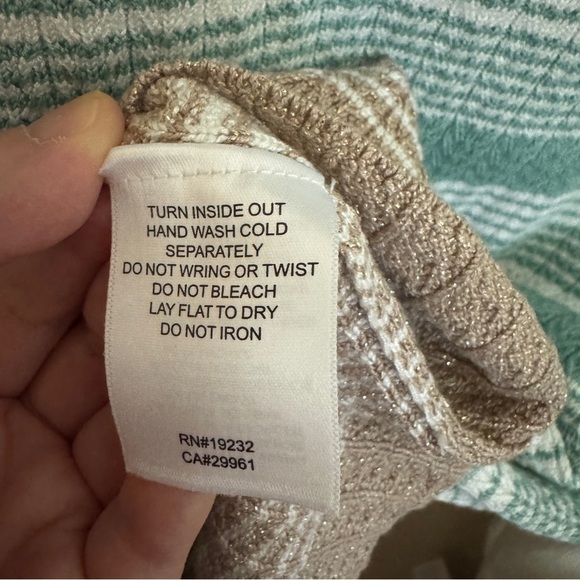 TURN INSIDE OUT
HAND WASH COLD
SEPARATELY
DO NOT WRING OR TWIST
DO NOT BLEACH
LAY FLAT TO DRY
DO NOT IRON
RN#19232
CA#29961